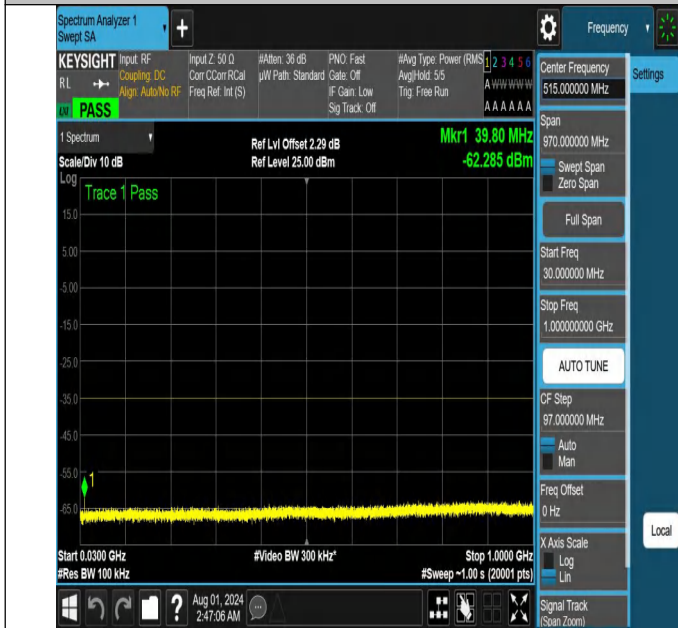 Spectrum Analyzer 1
Swept SA
+
Frequency
KEYSIGHT
RL
PASS
Input: RF
Coupling: DC
Align: Auto/No RF
Input Z: 50 Ω
Corr CCorr RCal
Freq Ref: Int (S)
#Atten: 36 dB
µW Path: Standard
PNO: Fast
Gate: Off
IF Gain: Low
Sig Track: Off
#Avg Type: Power (RMS
Avg|Hold: 5/5
Trig: Free Run
1 2 3 4 5 6
A W W W W W
A A A A A A
1 Spectrum
Scale/Div 10 dB
Log
Ref Lvl Offset 2.29 dB
Ref Level 25.00 dBm
Mkr1 39.80 MHz
-62.285 dBm
Trace 1 Pass
15.0
5.00
-5.00
-15.0
-25.0
-35.0
-45.0
-55.0
-65.0
1
Start 0.0300 GHz
#Res BW 100 kHz
#Video BW 300 kHz*
Stop 1.0000 GHz
#Sweep ~1.00 s (20001 pts)
?
Aug 01, 2024
2:47:06 AM
Center Frequency
515.000000 MHz
Settings
Span
970.000000 MHz
Swept Span
Zero Span
Full Span
Start Freq
30.000000 MHz
Stop Freq
1.000000000 GHz
AUTO TUNE
CF Step
97.000000 MHz
Auto
Man
Freq Offset
0 Hz
X Axis Scale
Log
Lin
Local
Signal Track
(Span Zoom)